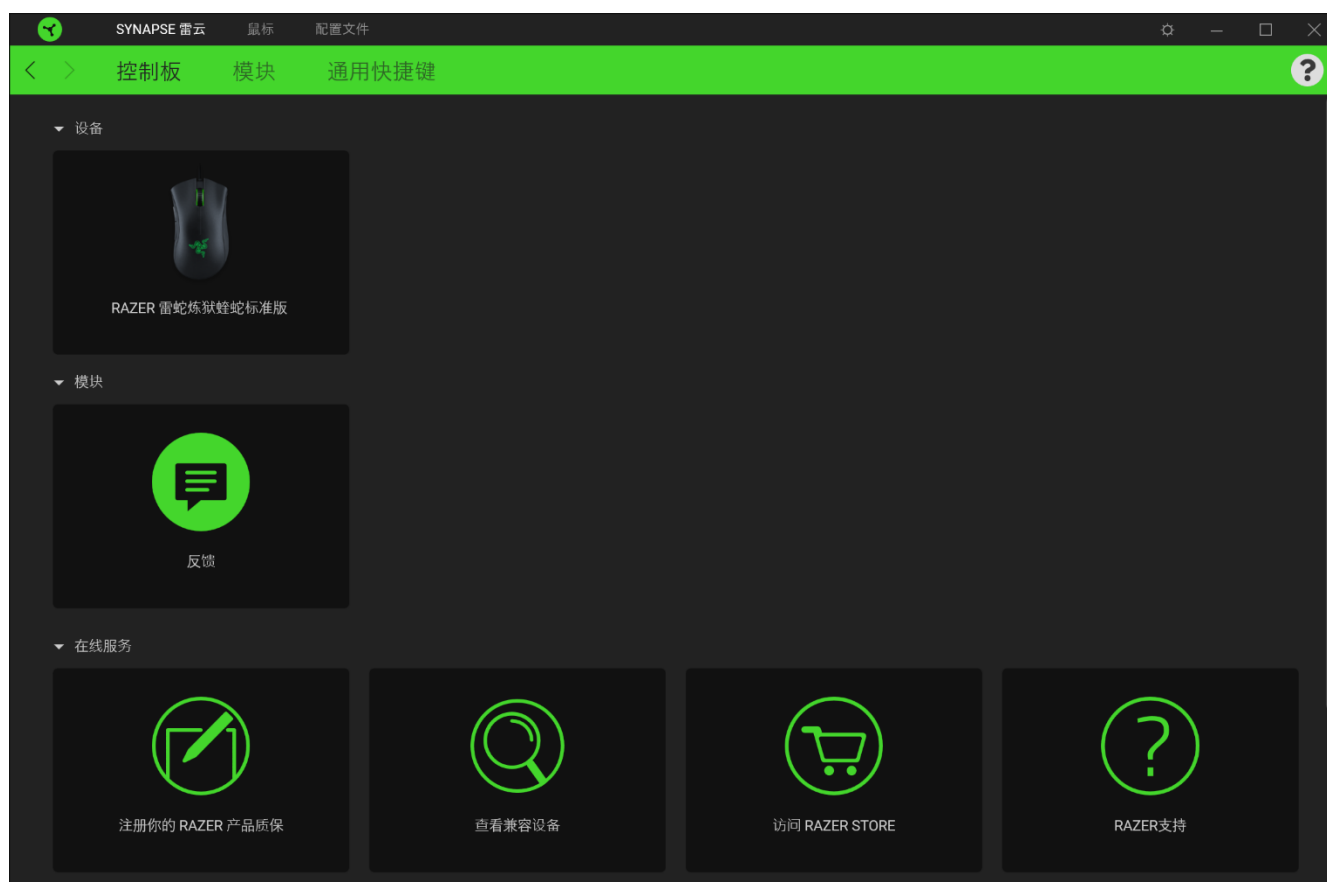 SYNAPSE 雷云 鼠标 配置文件
控制板 模块 通用快捷键
设备
RAZER 雷蛇炼狱蝰蛇标准版
模块
反馈
在线服务
注册你的 RAZER 产品质保
查看兼容设备
访问 RAZER STORE
RAZER支持